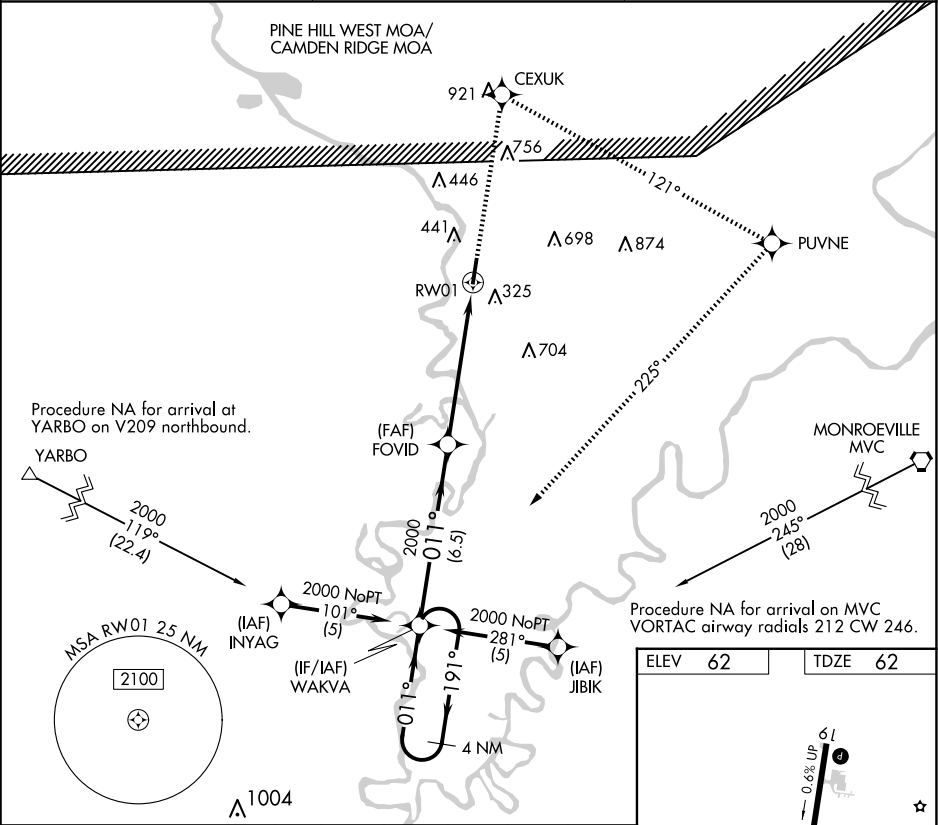 PINE HILL WEST MOA/
CAMDEN RIDGE MOA
CEXUK
921
756
446
121°
441
698
874
PUVNE
RW01
325
704
225°
Procedure NA for arrival at
YARBO on V209 northbound.
YARBO
(FAF)
FOVID
MONROEVILLE
MVC
2000
119°
(22.4)
2000
011°
(6.5)
2000
245°
(28)
2000 NoPT
101°
(5)
(IAF)
INYAG
2000 NoPT
281°
(5)
(IAF)
JIBIK
Procedure NA for arrival on MVC
VORTAC airway radials 212 CW 246.
(IF/IAF)
WAKVA
011°
191°
4 NM
MSA RW01 25 NM
2100
1004
ELEV 62
TDZE 62
19
0.6% UP
P